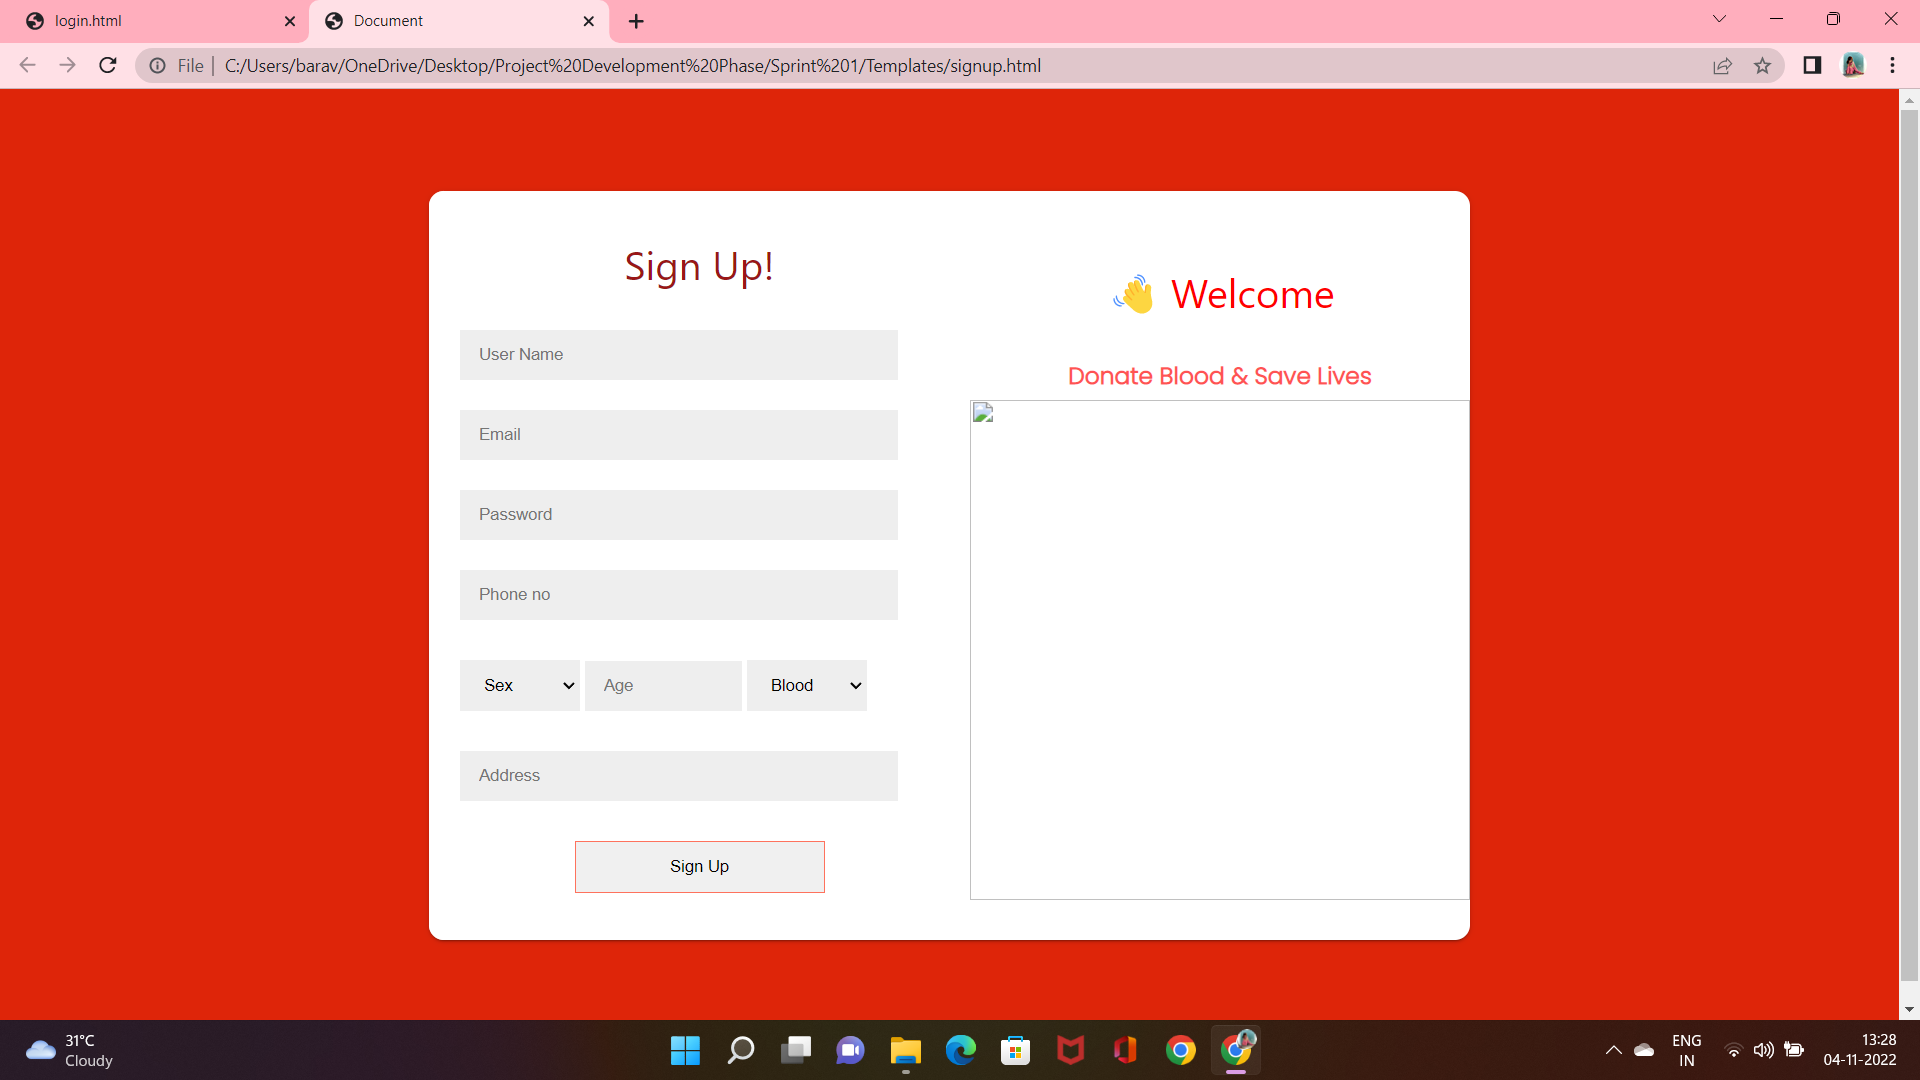 login.html
Document
File
C:/Users/barav/OneDrive/Desktop/Project%20Development%20Phase/Sprint%201/Templates/signup.html
Sign Up!
User Name
Email
Password
Phone no
Sex
Age
Blood
Address
Sign Up
Welcome
Donate Blood & Save Lives
31°C
Cloudy
ENG
IN
13:28
04-11-2022